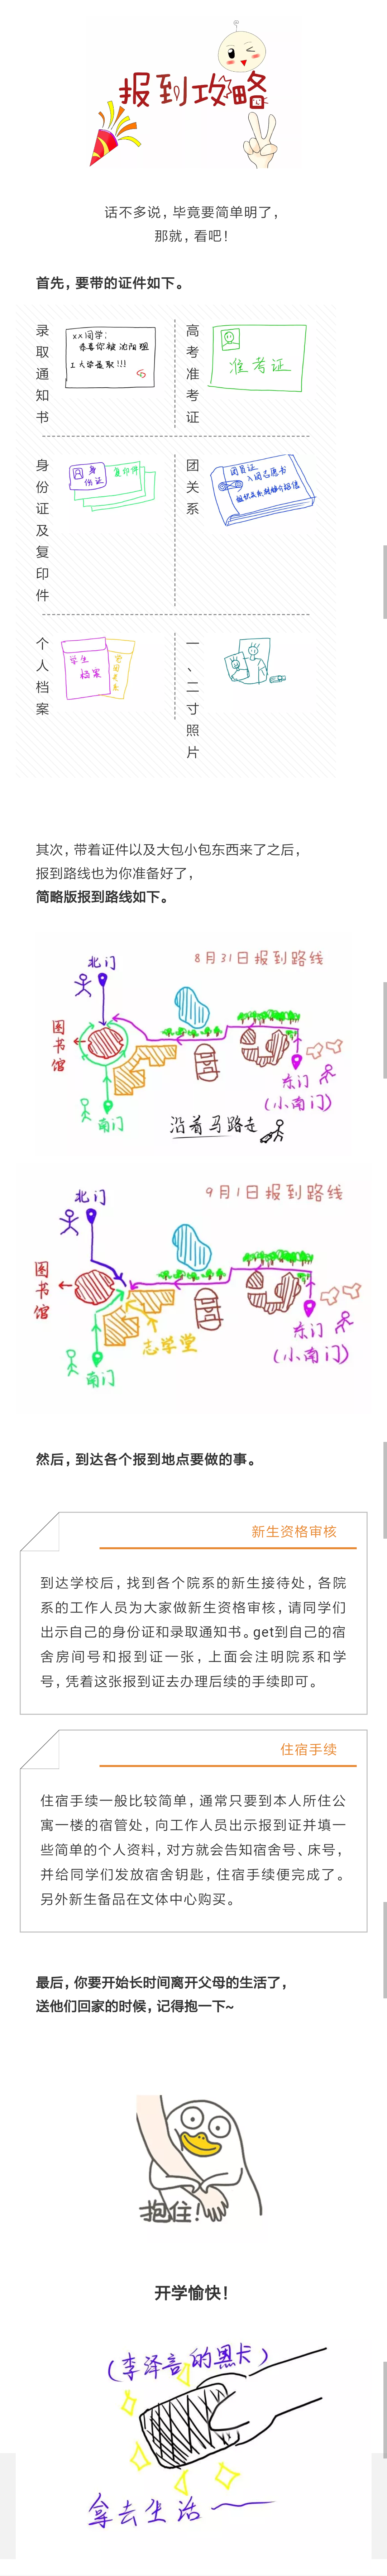 报到攻略
话不多说，毕竟要简单明了，
那就，看吧！
首先，要带的证件如下。
录取通知书
xx同学：
恭喜你被沈阳理
工大学录取!!!
高考准考证
准考证
身份证及复印件
身
份证
复印件
团关系
团员证
入团志愿书
组织关系转移介绍信
个人档案
学生
档案
一、二寸照片
其次，带着证件以及大包小包东西来了之后，
报到路线也为你准备好了，
简略版报到路线如下。
8月31日报到路线
北门
图书馆
南门
东门
(小南门)
沿着马路走
9月1日报到路线
北门
图书馆
南门
志学堂
东门
(小南门)
然后，到达各个报到地点要做的事。
新生资格审核
到达学校后，找到各个院系的新生接待处，各院
系的工作人员为大家做新生资格审核，请同学们
出示自己的身份证和录取通知书。get到自己的宿
舍房间号和报到证一张，上面会注明院系和学
号，凭着这张报到证去办理后续的手续即可。
住宿手续
住宿手续一般比较简单，通常只要到本人所住公
寓一楼的宿管处，向工作人员出示报到证并填一
些简单的个人资料，对方就会告知宿舍号、床号，
并给同学们发放宿舍钥匙，住宿手续便完成了。
另外新生备品在文体中心购买。
最后，你要开始长时间离开父母的生活了，
送他们回家的时候，记得抱一下~
抱住！
开学愉快！
(李泽言的黑卡)
拿去生活——